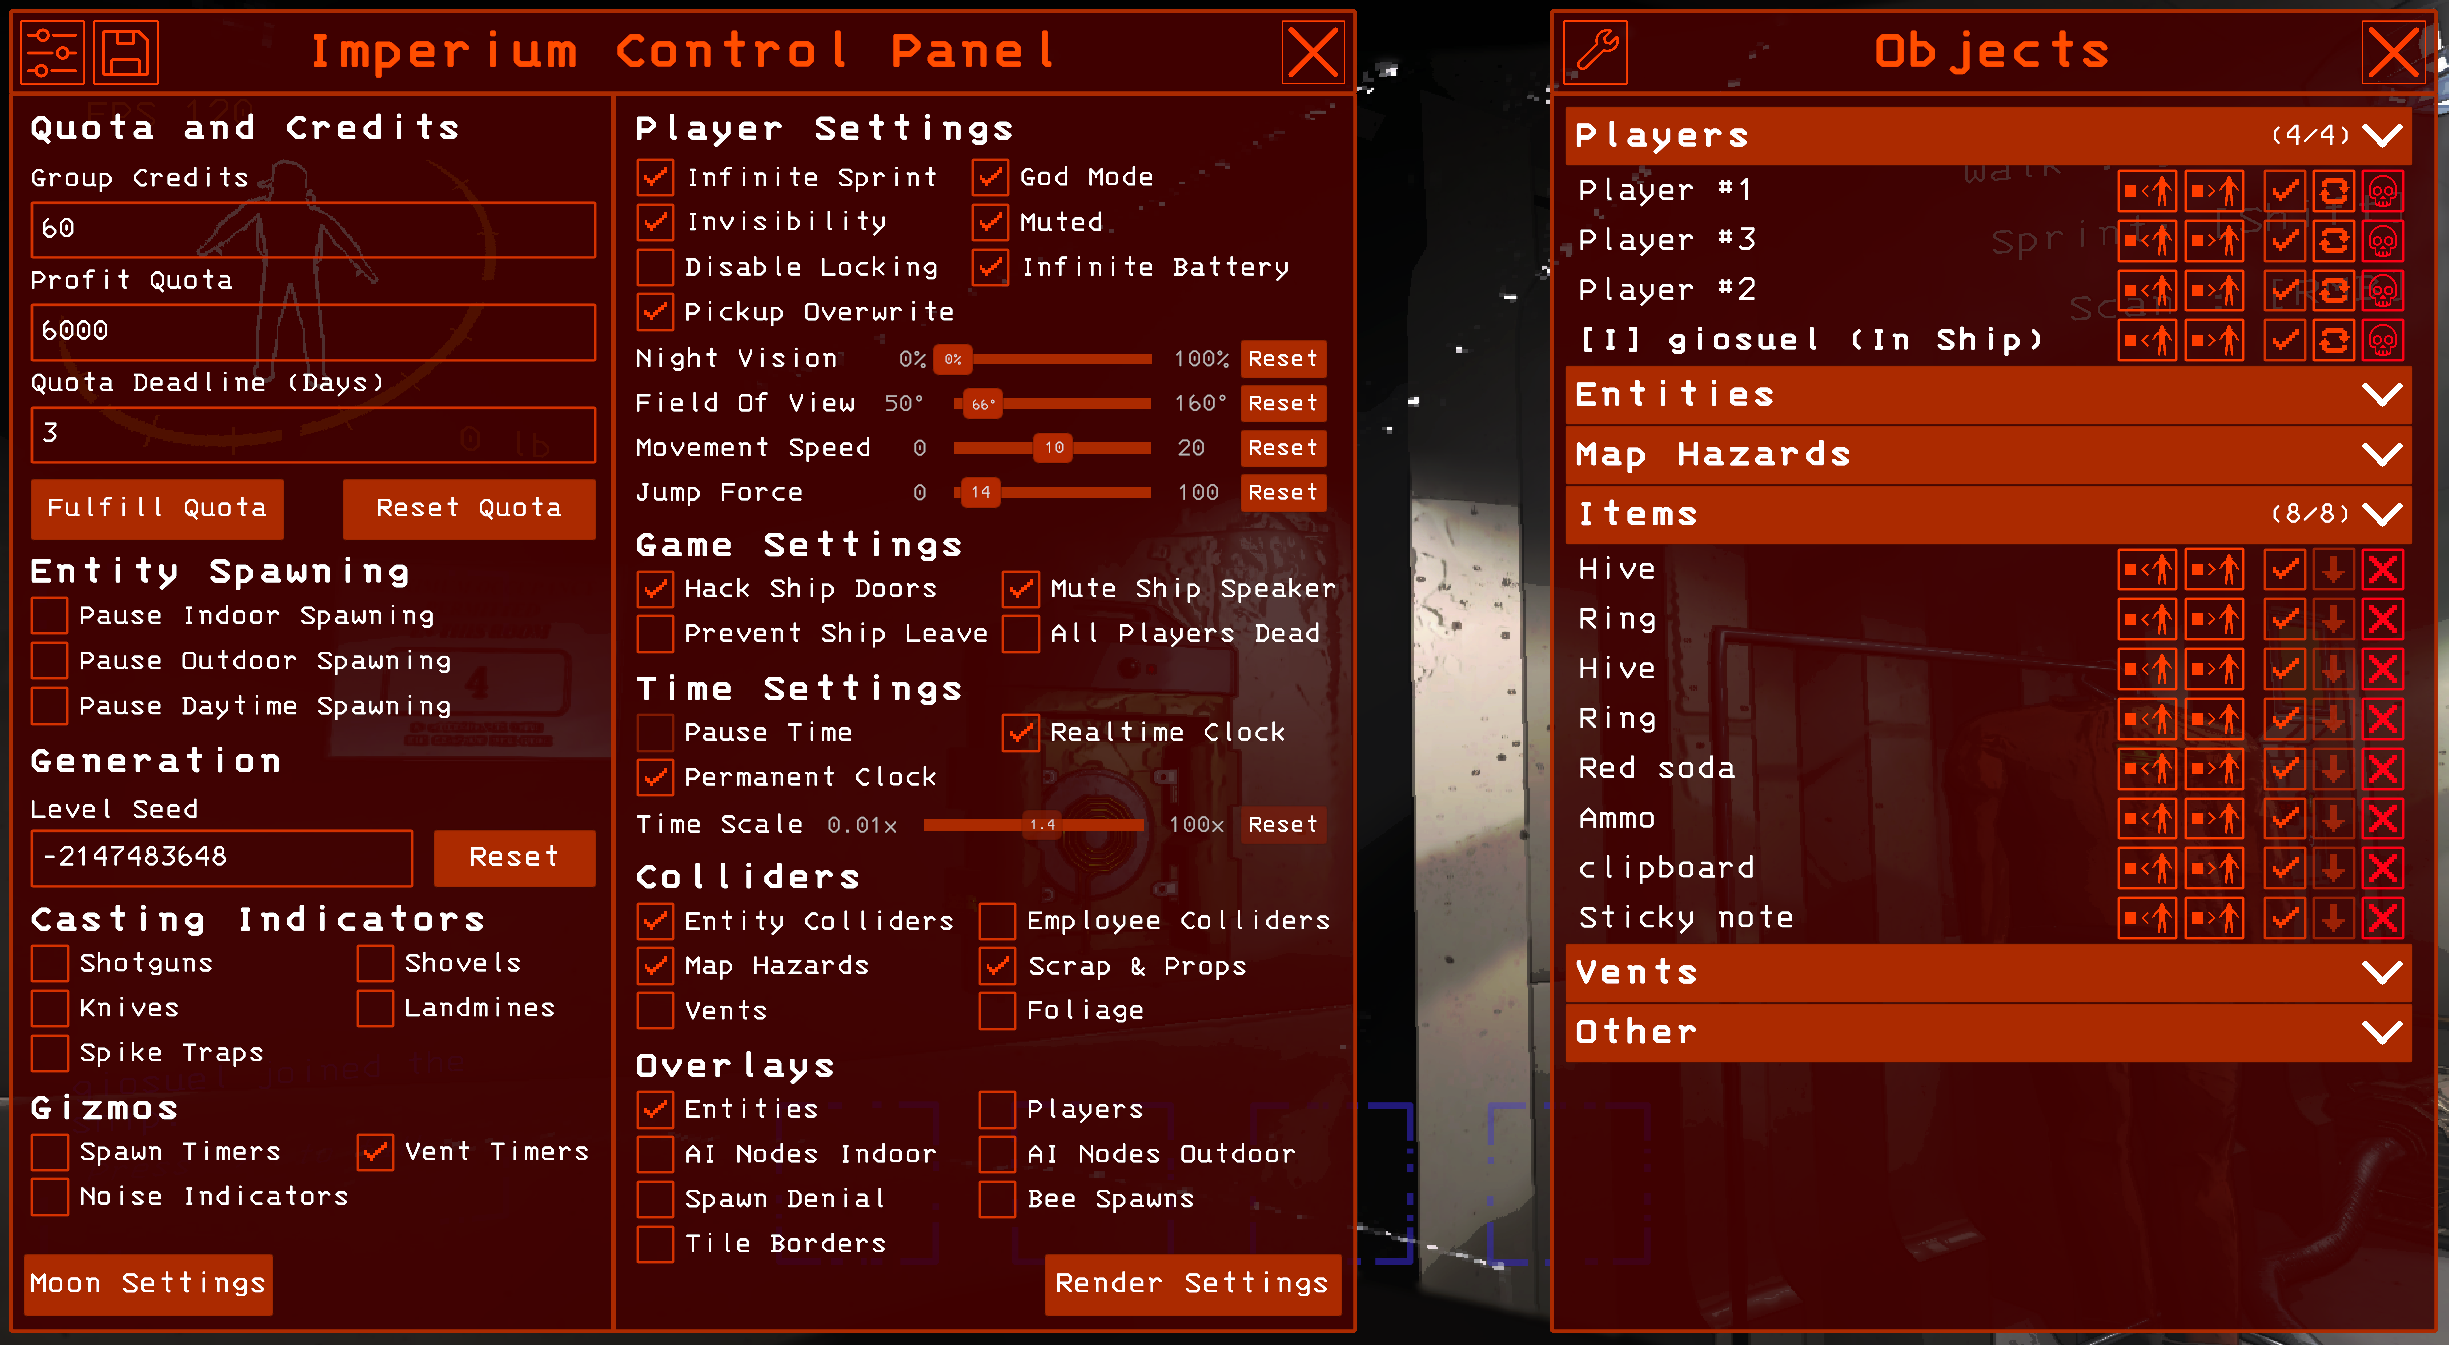 Imperium Control Panel
Quota and Credits
Group Credits
60
Profit Quota
6000
Quota Deadline (Days)
3
0 lb
Fulfill Quota
Reset Quota
Entity Spawning
Pause Indoor Spawning
Pause Outdoor Spawning
Pause Daytime Spawning
4
Generation
Level Seed
-2147483648
Reset
Casting Indicators
Shotguns
Shovels
Knives
Landmines
Spike Traps
giosuel joined the
Gizmos
Spawn Timers
Vent Timers
Noise Indicators
Moon Settings
Player Settings
Infinite Sprint
God Mode
Invisibility
Muted
Disable Locking
Infinite Battery
Pickup Overwrite
Night Vision 0% 0% 100% Reset
Field Of View 50° 66° 160° Reset
Movement Speed 0 10 20 Reset
Jump Force 0 14 100 Reset
Game Settings
Hack Ship Doors
Mute Ship Speaker
Prevent Ship Leave
All Players Dead
Time Settings
Pause Time
Realtime Clock
Permanent Clock
Time Scale 0.01x 1.4 100x Reset
Colliders
Entity Colliders
Employee Colliders
Map Hazards
Scrap & Props
Vents
Foliage
Overlays
Entities
Players
AI Nodes Indoor
AI Nodes Outdoor
Spawn Denial
Bee Spawns
Tile Borders
Render Settings
Objects
Players (4/4)
Walk
Player #1
Player #3
Sprint
Player #2
Scan
[I] giosuel (In Ship)
Entities
Map Hazards
Items (8/8)
Hive
Ring
Hive
Ring
Red soda
Ammo
clipboard
Sticky note
Vents
Other